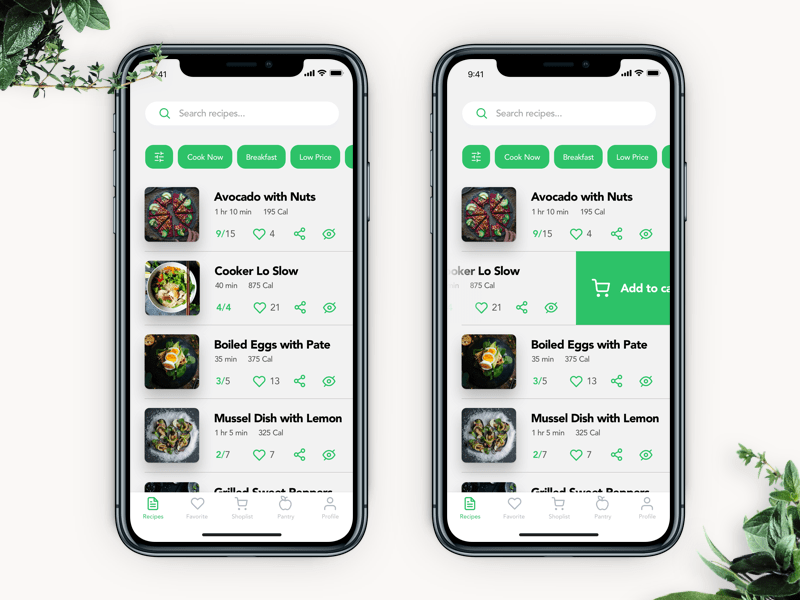 9:41
Search recipes...
Cook Now
Breakfast
Low Price
Avocado with Nuts
1 hr 10 min 195 Cal
9/15 4
Cooker Lo Slow
40 min 875 Cal
4/4 21
Boiled Eggs with Pate
35 min 375 Cal
3/5 13
Mussel Dish with Lemon
1 hr 5 min 325 Cal
2/7 7
Grilled Sweet Peppers
Recipes Favorite Shoplist Pantry Profile
9:41
Search recipes...
Cook Now
Breakfast
Low Price
Avocado with Nuts
1 hr 10 min 195 Cal
9/15 4
oker Lo Slow
875 Cal
21
Add to ca
Boiled Eggs with Pate
35 min 375 Cal
3/5 13
Mussel Dish with Lemon
1 hr 5 min 325 Cal
2/7 7
Grilled Sweet Peppers
Recipes Favorite Shoplist Pantry Profile